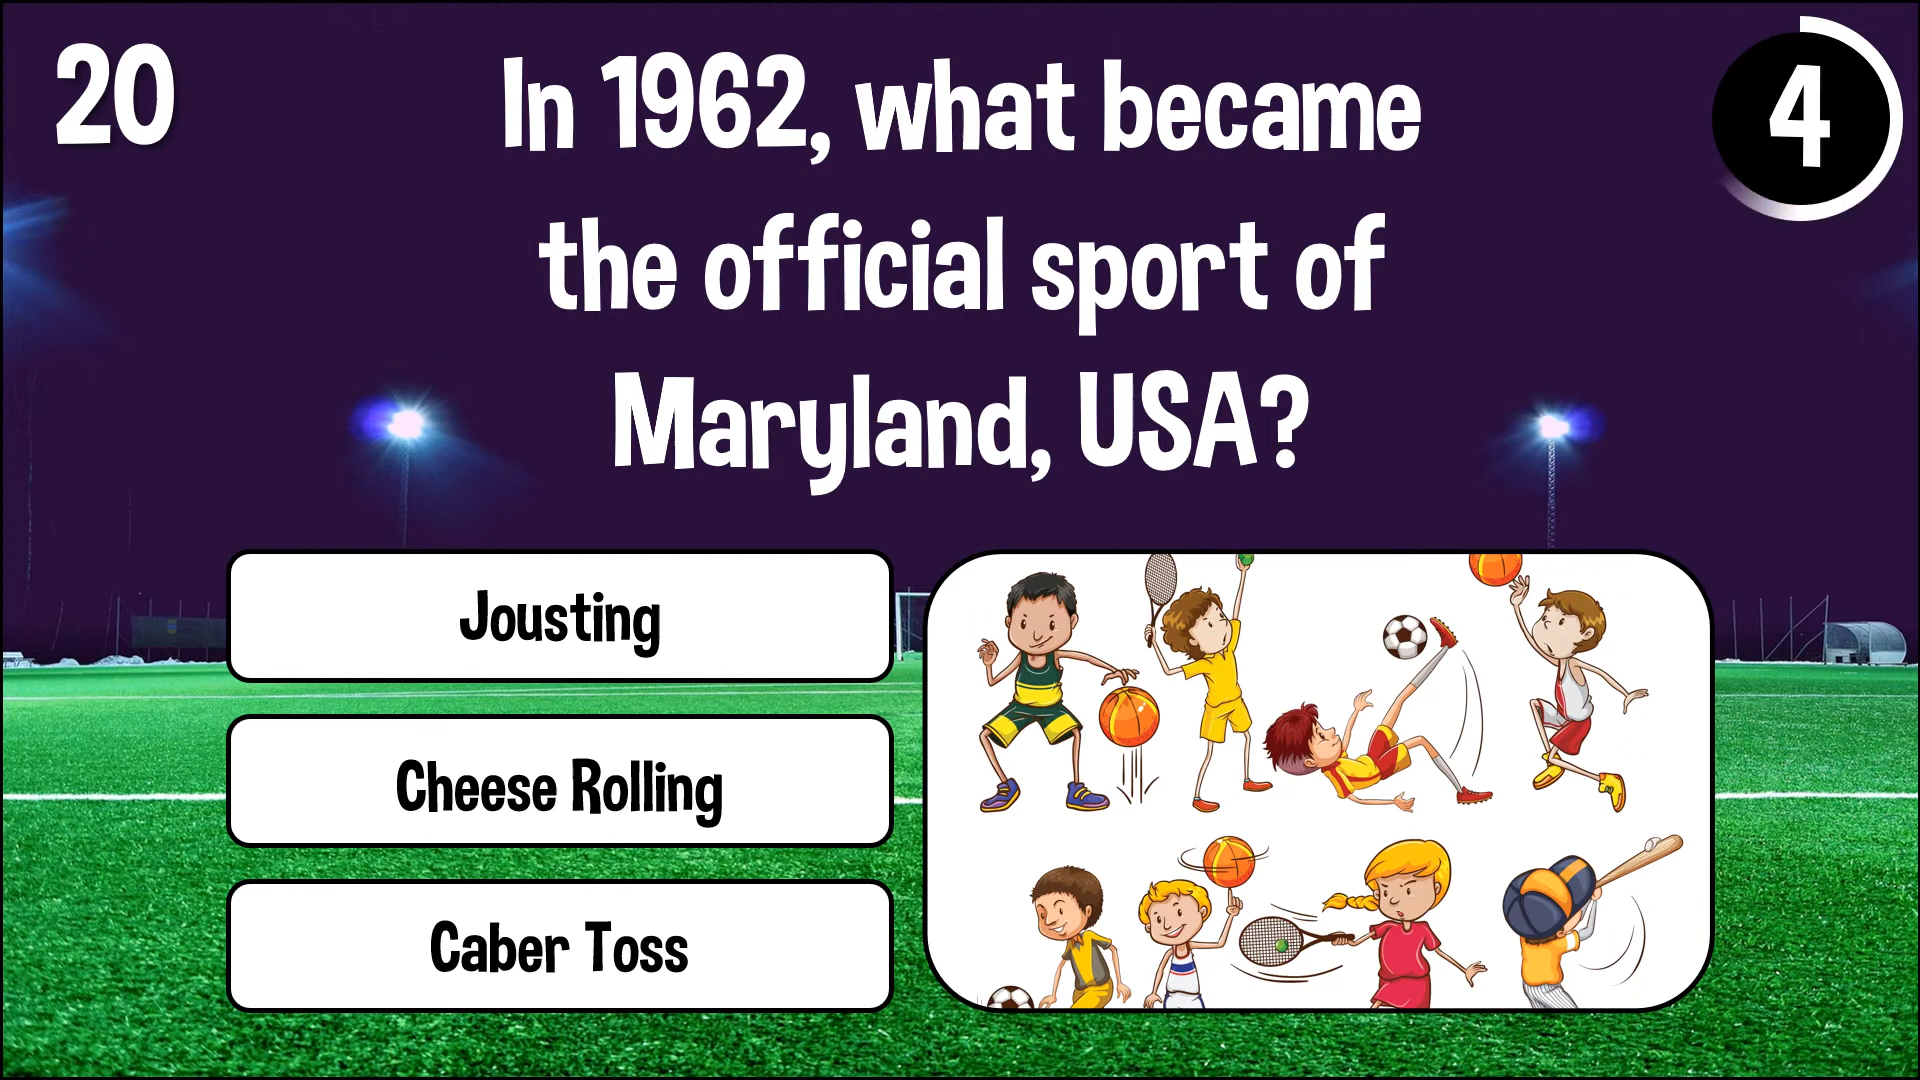 20
In 1962, what became
the official sport of
Maryland, USA?
4
Jousting
Cheese Rolling
Caber Toss